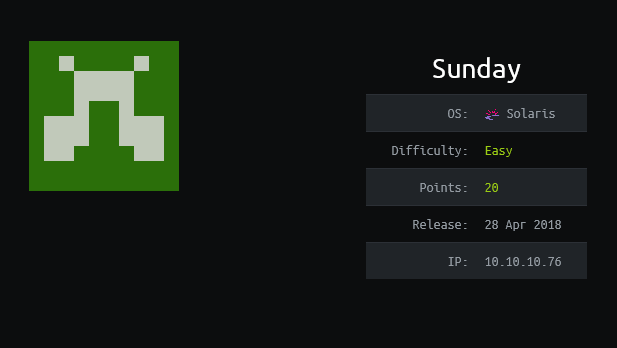 Sunday
OS: Solaris
Difficulty: Easy
Points: 20
Release: 28 Apr 2018
IP: 10.10.10.76